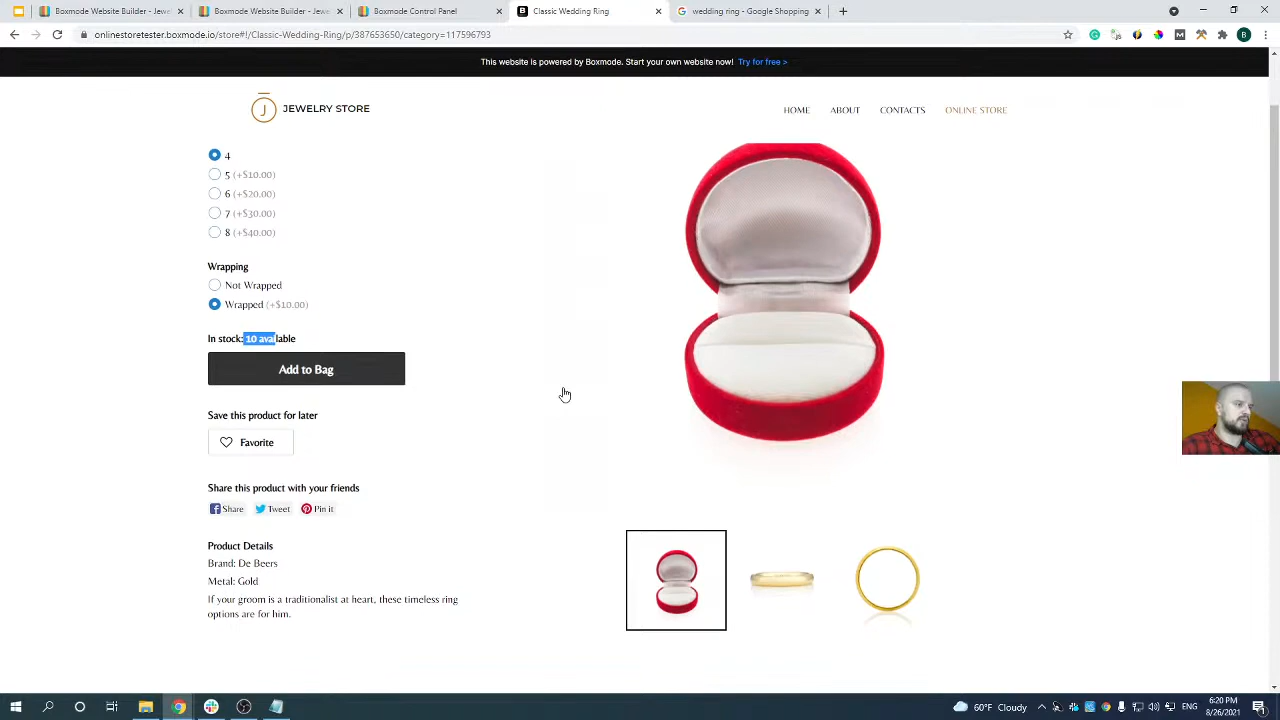 Boxmode Website Builder - Jewe
Boxmode Website Builder - Jewe
Boxmode Control Panel
Classic Wedding Ring
wedding ring - Google Shopping
onlinestoretester.boxmode.io/store#!/Classic-Wedding-Ring/p/387653650/category=117596793
This website is powered by Boxmode. Start your own website now! Try for free >
J JEWELRY STORE
HOME ABOUT CONTACTS ONLINE STORE
4
5 (+$10.00)
6 (+$20.00)
7 (+$30.00)
8 (+$40.00)
Wrapping
Not Wrapped
Wrapped (+$10.00)
In stock: 10 available
Add to Bag
Save this product for later
Favorite
Share this product with your friends
Share Tweet Pin it
Product Details
Brand: De Beers
Metal: Gold
If your groom is a traditionalist at heart, these timeless ring
options are for him.
60°F Cloudy
ENG
6:20 PM
8/26/2021